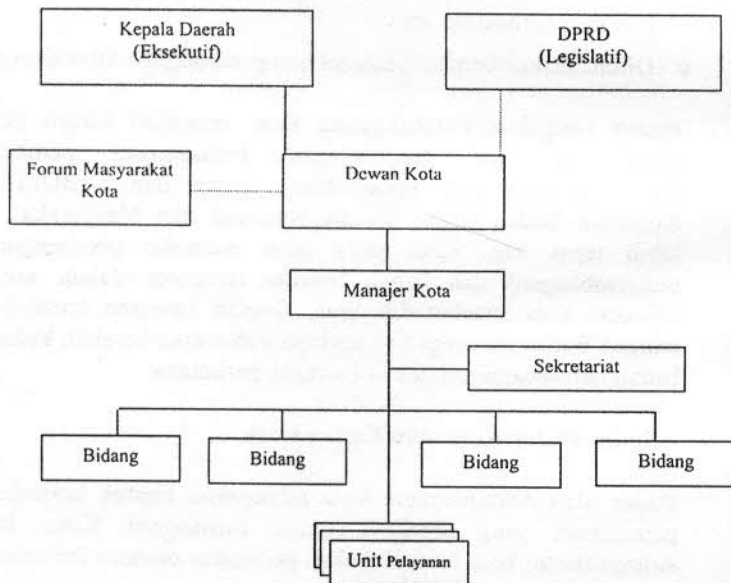 Kepala Daerah
(Eksekutif)
DPRD
(Legislatif)
Forum Masyarakat
Kota
Dewan Kota
Manajer Kota
Sekretariat
Bidang
Bidang
Bidang
Bidang
Unit Pelayanan